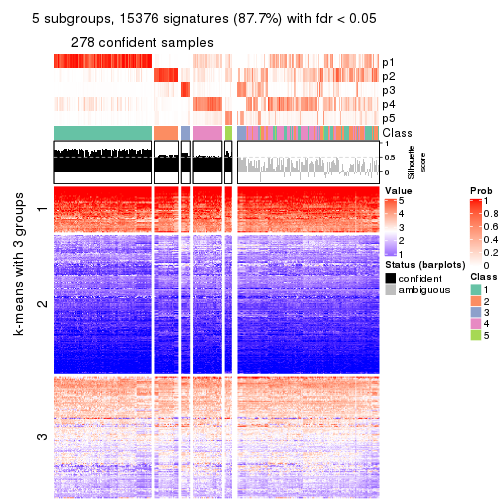 5 subgroups, 15376 signatures (87.7%) with fdr < 0.05
278 confident samples
p1
p2
p3
p4
p5
Class
1
0.5
0
Silhouette
score
k-means with 3 groups
1
2
3
Value
5
4
3
2
1
Status (barplots)
confident
ambiguous
Prob
1
0.8
0.6
0.4
0.2
0
Class
1
2
3
4
5